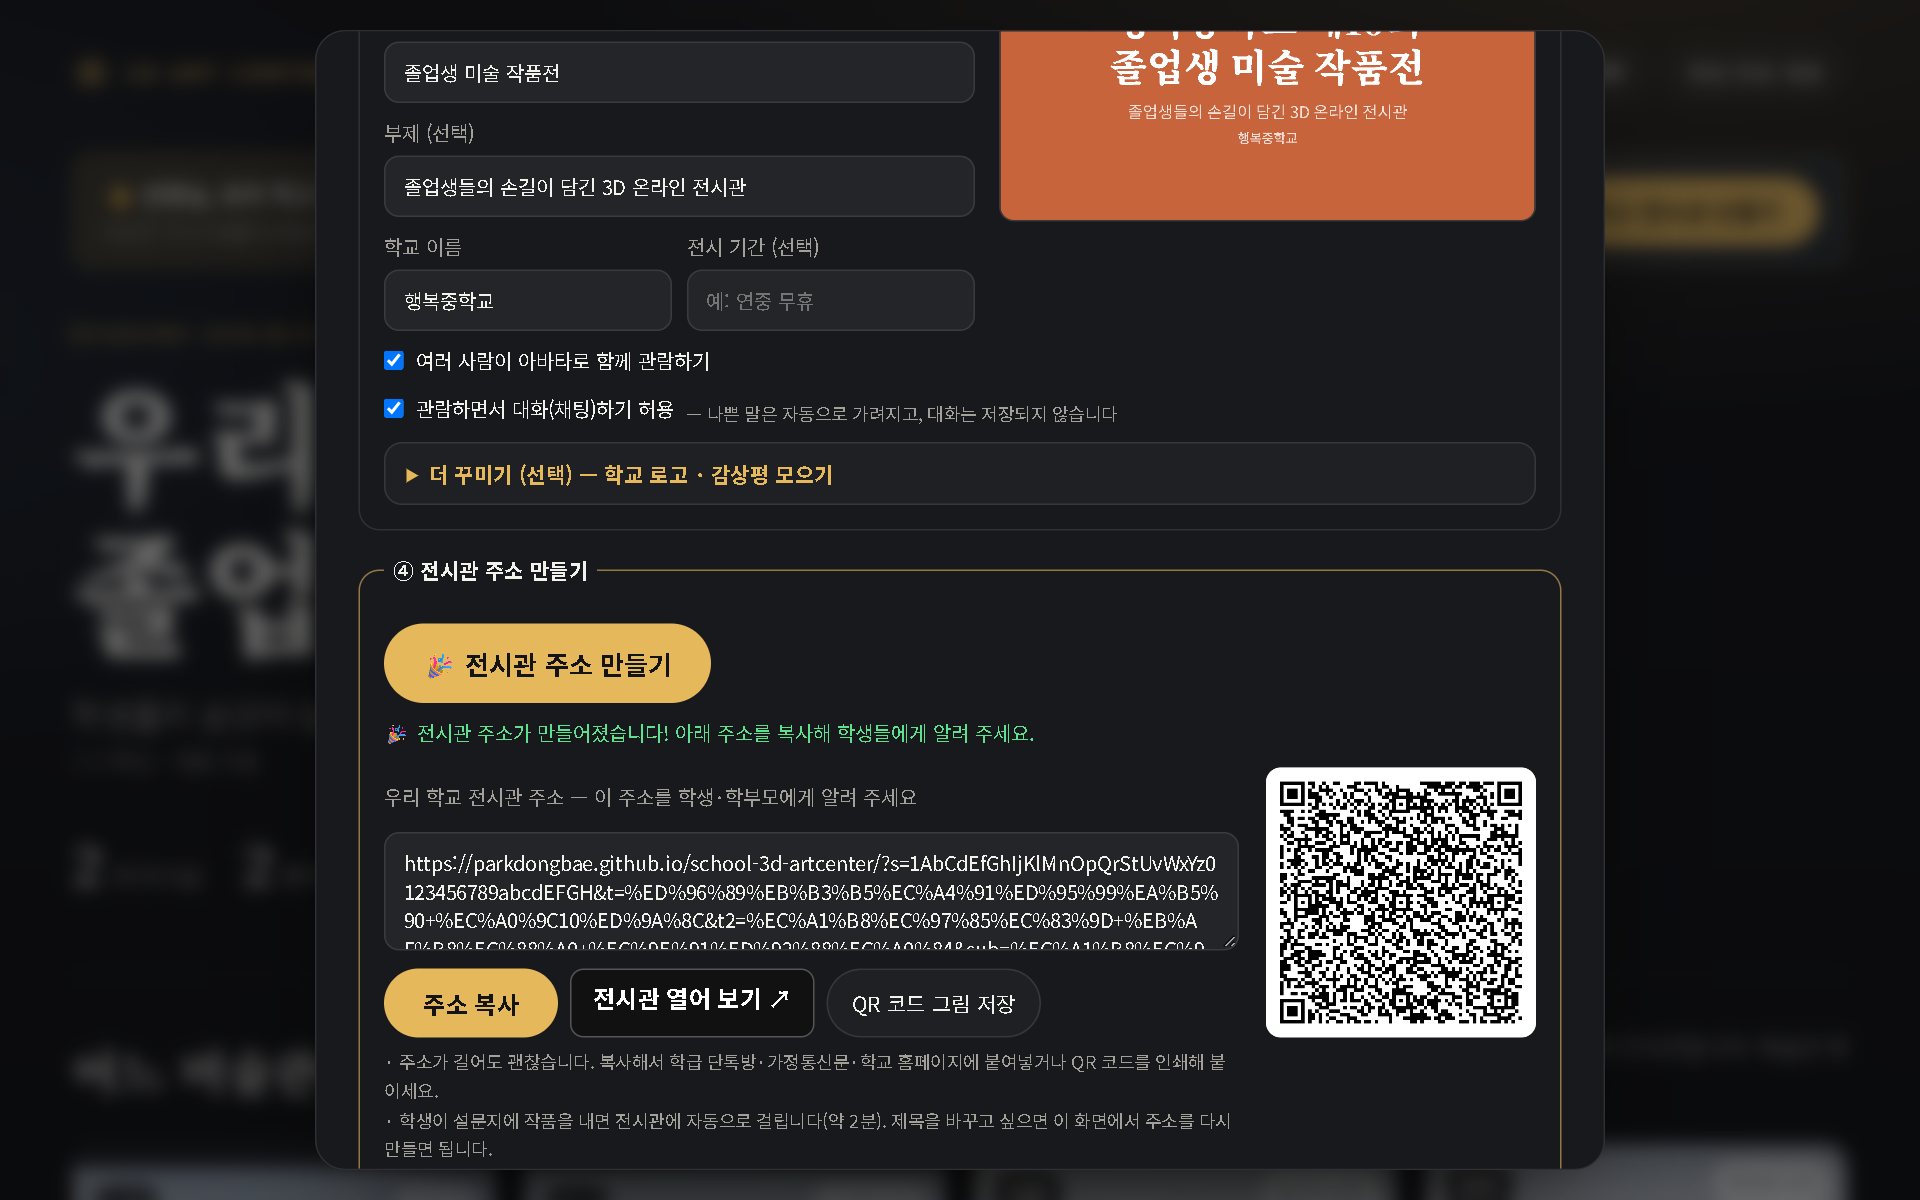 졸업생 미술 작품전
졸업생 미술 작품전
졸업생들의 손길이 담긴 3D 온라인 전시관
행복중학교
부제 (선택)
졸업생들의 손길이 담긴 3D 온라인 전시관
학교 이름
전시 기간 (선택)
행복중학교
예: 연중 무휴
여러 사람이 아바타로 함께 관람하기
관람하면서 대화(채팅)하기 허용 — 나쁜 말은 자동으로 가려지고, 대화는 저장되지 않습니다
▶ 더 꾸미기 (선택) — 학교 로고 · 감상평 모으기
④ 전시관 주소 만들기
🎉 전시관 주소 만들기
🎉 전시관 주소가 만들어졌습니다! 아래 주소를 복사해 학생들에게 알려 주세요.
우리 학교 전시관 주소 — 이 주소를 학생·학부모에게 알려 주세요
https://parkdongbae.github.io/school-3d-artcenter/?s=1AbCdEfGhIjKlMnOpQrStUvWxYz0
123456789abcdEFGH&t=%ED%96%89%EB%B3%B5%EC%A4%91%ED%95%99%EA%B5%
90+%EC%A0%9C10%ED%9A%8C&t2=%EC%A1%B8%EC%97%85%EC%83%9D+%EB%A
주소 복사
전시관 열어 보기 ↗
QR 코드 그림 저장
· 주소가 길어도 괜찮습니다. 복사해서 학급 단톡방·가정통신문·학교 홈페이지에 붙여넣거나 QR 코드를 인쇄해 붙
이세요.
· 학생이 설문지에 작품을 내면 전시관에 자동으로 걸립니다(약 2분). 제목을 바꾸고 싶으면 이 화면에서 주소를 다시
만들면 됩니다.